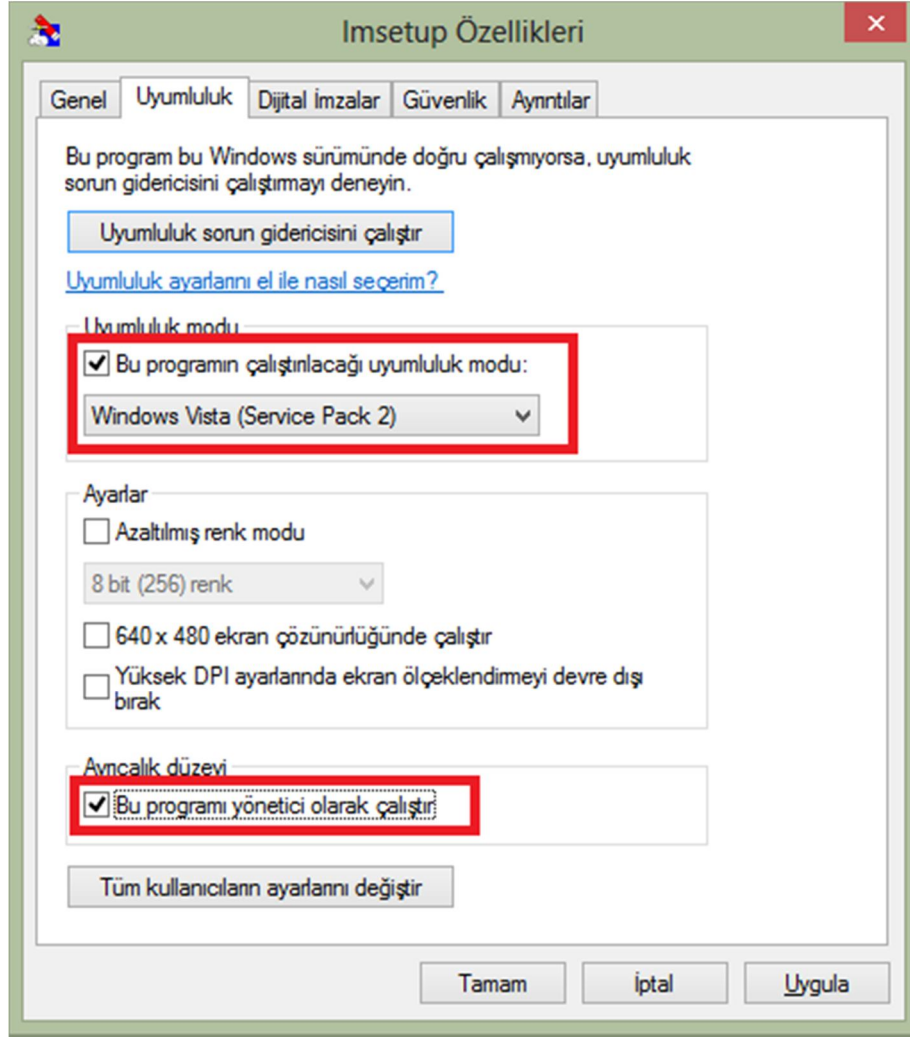 Imsetup Özellikleri
Genel Uyumluluk Dijital İmzalar Güvenlik Ayrıntılar
Bu program bu Windows sürümünde doğru çalışmıyorsa, uyumluluk
sorun gidericisini çalıştırmayı deneyin.
Uyumluluk sorun gidericisini çalıştır
Uyumluluk ayarlarını el ile nasıl seçerim?
Uyumluluk modu
Bu programın çalıştırılacağı uyumluluk modu:
Windows Vista (Service Pack 2)
Ayarlar
Azaltılmış renk modu
8 bit (256) renk
640 x 480 ekran çözünürlüğünde çalıştır
Yüksek DPI ayarlarında ekran ölçeklendirmeyi devre dışı
bırak
Ayrıcalık düzeyi
Bu programı yönetici olarak çalıştır
Tüm kullanıcıların ayarlarını değiştir
Tamam İptal Uygula